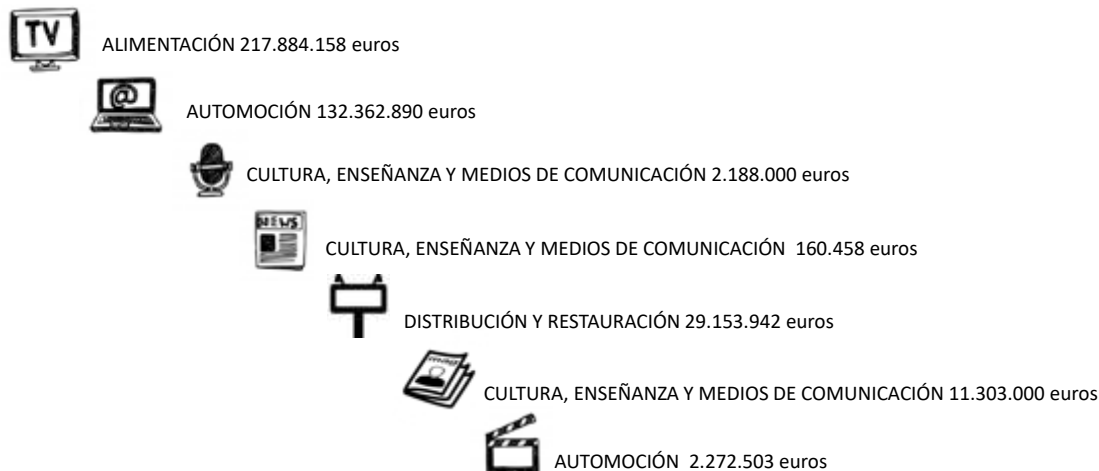 TV
ALIMENTACIÓN 217.884.158 euros
@
AUTOMOCIÓN 132.362.890 euros
CULTURA, ENSEÑANZA Y MEDIOS DE COMUNICACIÓN 2.188.000 euros
NEWS
CULTURA, ENSEÑANZA Y MEDIOS DE COMUNICACIÓN 160.458 euros
DISTRIBUCIÓN Y RESTAURACIÓN 29.153.942 euros
CULTURA, ENSEÑANZA Y MEDIOS DE COMUNICACIÓN 11.303.000 euros
AUTOMOCIÓN 2.272.503 euros